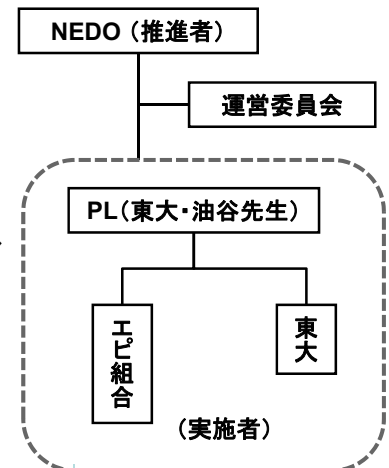 NEDO（推進者）
運営委員会
PL(東大・油谷先生）
エピ組合
東大
(実施者）